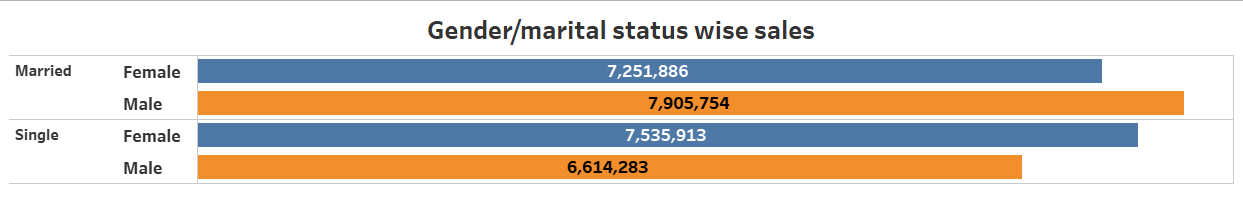 Gender/marital status wise sales
Married Female 7,251,886
Male 7,905,754
Single Female 7,535,913
Male 6,614,283